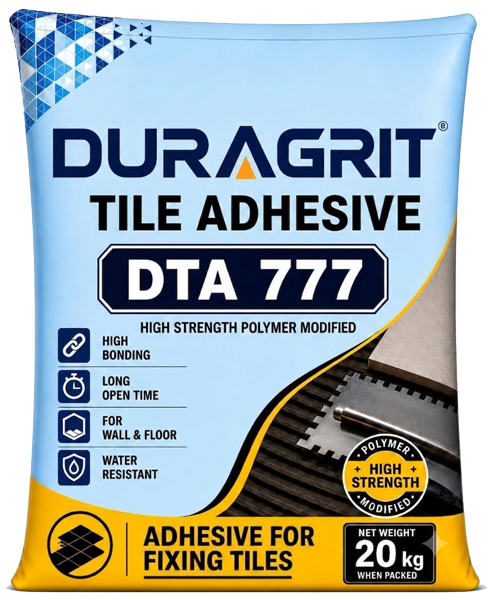 DURAGRIT®
TILE ADHESIVE
DTA 777
HIGH STRENGTH POLYMER MODIFIED
HIGH
BONDING
LONG
OPEN TIME
FOR
WALL & FLOOR
WATER
RESISTANT
• POLYMER •
+ HIGH +
STRENGTH
• MODIFIED •
ADHESIVE FOR
FIXING TILES
NET WEIGHT
20 kg
WHEN PACKED